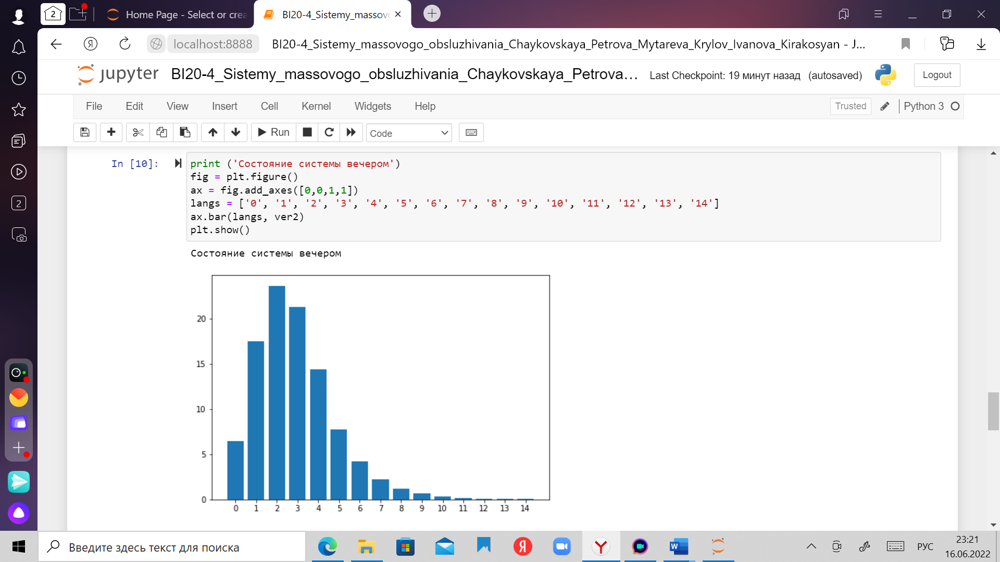 2
Home Page - Select or crea
BI20-4_Sistemy_massovo
localhost:8888
BI20-4_Sistemy_massovogo_obsluzhivania_Chaykovskaya_Petrova_Mytareva_Krylov_Ivanova_Kirakosyan - J...
jupyter
BI20-4_Sistemy_massovogo_obsluzhivania_Chaykovskaya_Petrova...
Last Checkpoint: 19 минут назад (autosaved)
Logout
File Edit View Insert Cell Kernel Widgets Help
Trusted
Python 3
Run
Code
In [10]:
print ('Состояние системы вечером')
fig = plt.figure()
ax = fig.add_axes([0,0,1,1])
langs = ['0', '1', '2', '3', '4', '5', '6', '7', '8', '9', '10', '11', '12', '13', '14']
ax.bar(langs, ver2)
plt.show()
Состояние системы вечером
20
15
10
5
0
0 1 2 3 4 5 6 7 8 9 10 11 12 13 14
2
Введите здесь текст для поиска
РУС
23:21
16.06.2022